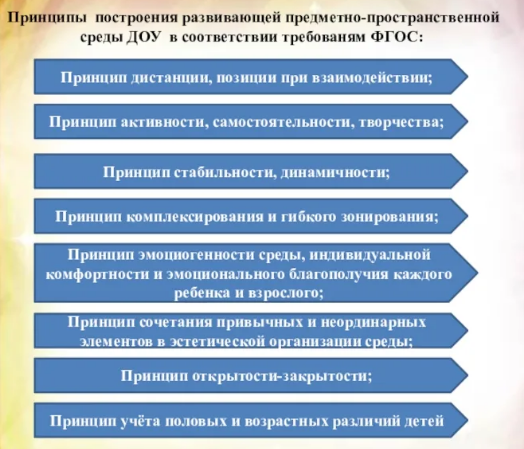 Принципы построения развивающей предметно-пространственной
среды ДОУ в соответствии требованям ФГОС:
Принцип дистанции, позиции при взаимодействии;
Принцип активности, самостоятельности, творчества;
Принцип стабильности, динамичности;
Принцип комплексирования и гибкого зонирования;
Принцип эмоциогенности среды, индивидуальной
комфортности и эмоционального благополучия каждого
ребенка и взрослого;
Принцип сочетания привычных и неординарных
элементов в эстетической организации среды;
Принцип открытости-закрытости;
Принцип учёта половых и возрастных различий детей